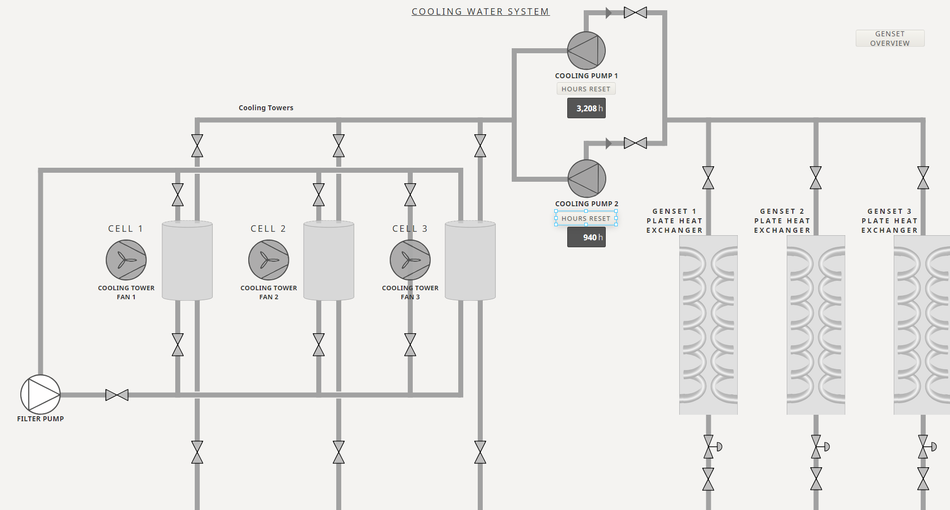 COOLING WATER SYSTEM
GENSET
OVERVIEW
COOLING PUMP 1
HOURS RESET
3,208 h
Cooling Towers
COOLING PUMP 2
HOURS RESET
940 h
GENSET 1
PLATE HEAT
EXCHANGER
GENSET 2
PLATE HEAT
EXCHANGER
GENSET 3
PLATE HEAT
EXCHANGER
CELL 1
CELL 2
CELL 3
COOLING TOWER
FAN 1
COOLING TOWER
FAN 2
COOLING TOWER
FAN 3
FILTER PUMP